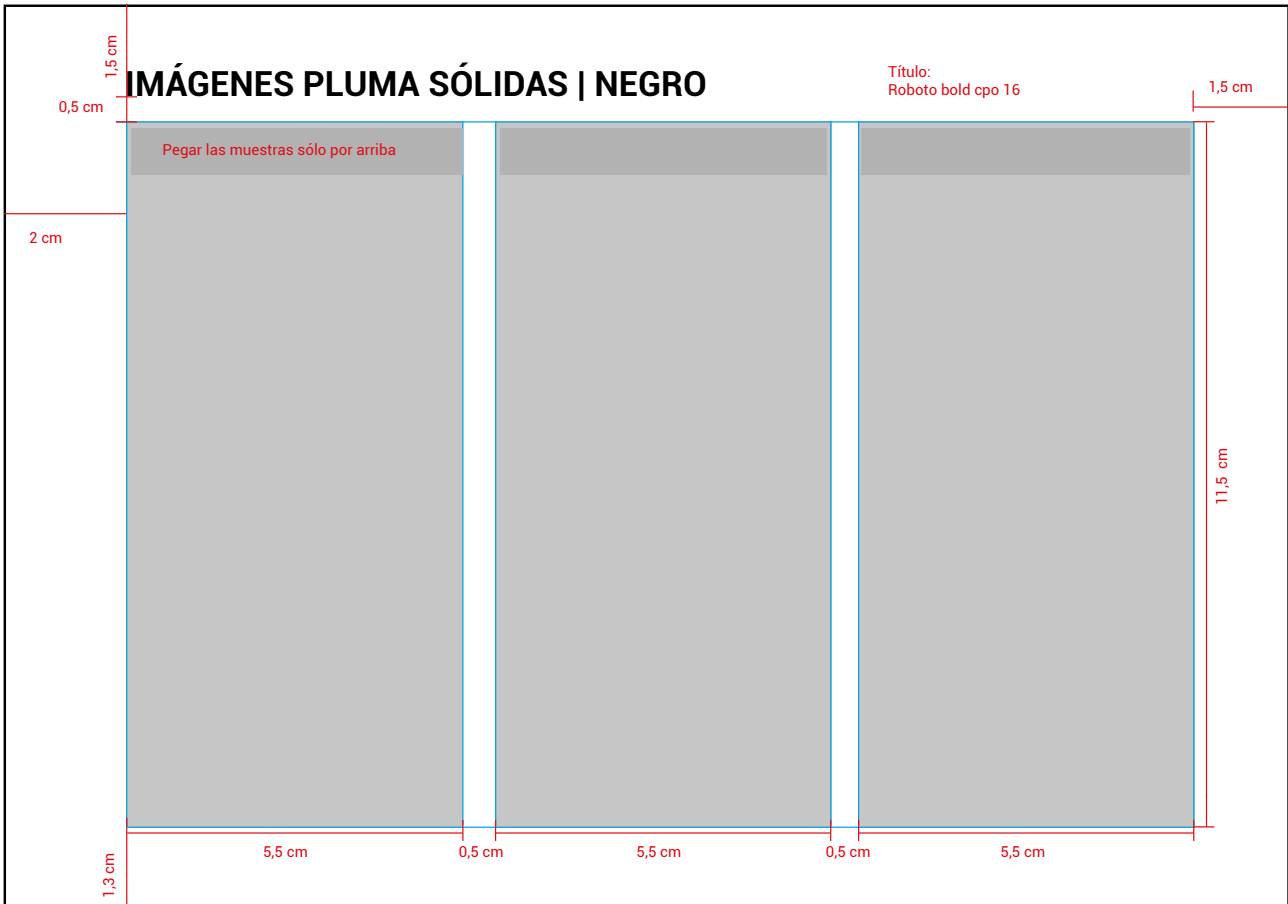 1,5 cm
IMÁGENES PLUMA SÓLIDAS | NEGRO
Título:
Roboto bold cpo 16
1,5 cm
0,5 cm
Pegar las muestras sólo por arriba
2 cm
11,5 cm
5,5 cm
0,5 cm
5,5 cm
0,5 cm
5,5 cm
1,3 cm